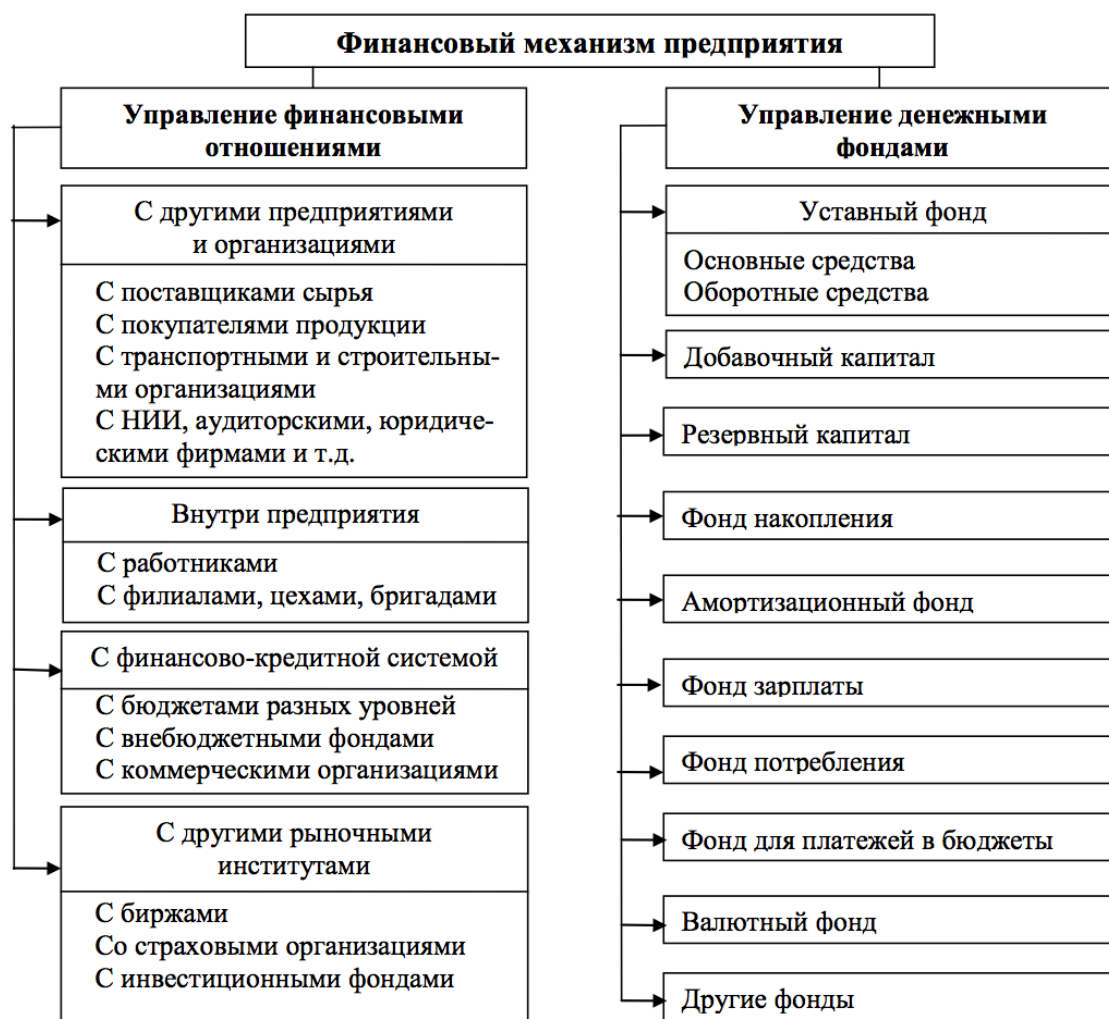 Финансовый механизм предприятия
Управление финансовыми
отношениями
С другими предприятиями
и организациями
С поставщиками сырья
С покупателями продукции
С транспортными и строительны-
ми организациями
С НИИ, аудиторскими, юридиче-
скими фирмами и т.д.
Внутри предприятия
С работниками
С филиалами, цехами, бригадами
С финансово-кредитной системой
С бюджетами разных уровней
С внебюджетными фондами
С коммерческими организациями
С другими рыночными
институтами
С биржами
Со страховыми организациями
С инвестиционными фондами
Управление денежными
фондами
Уставный фонд
Основные средства
Оборотные средства
Добавочный капитал
Резервный капитал
Фонд накопления
Амортизационный фонд
Фонд зарплаты
Фонд потребления
Фонд для платежей в бюджеты
Валютный фонд
Другие фонды